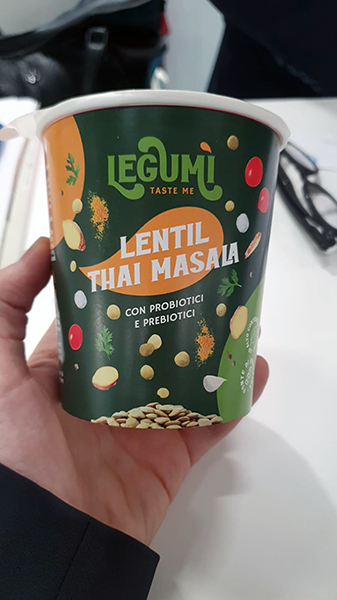 LEGUMÌ
TASTE ME
LENTIL
THAI MASALA
CON PROBIOTICI
E PREBIOTICI